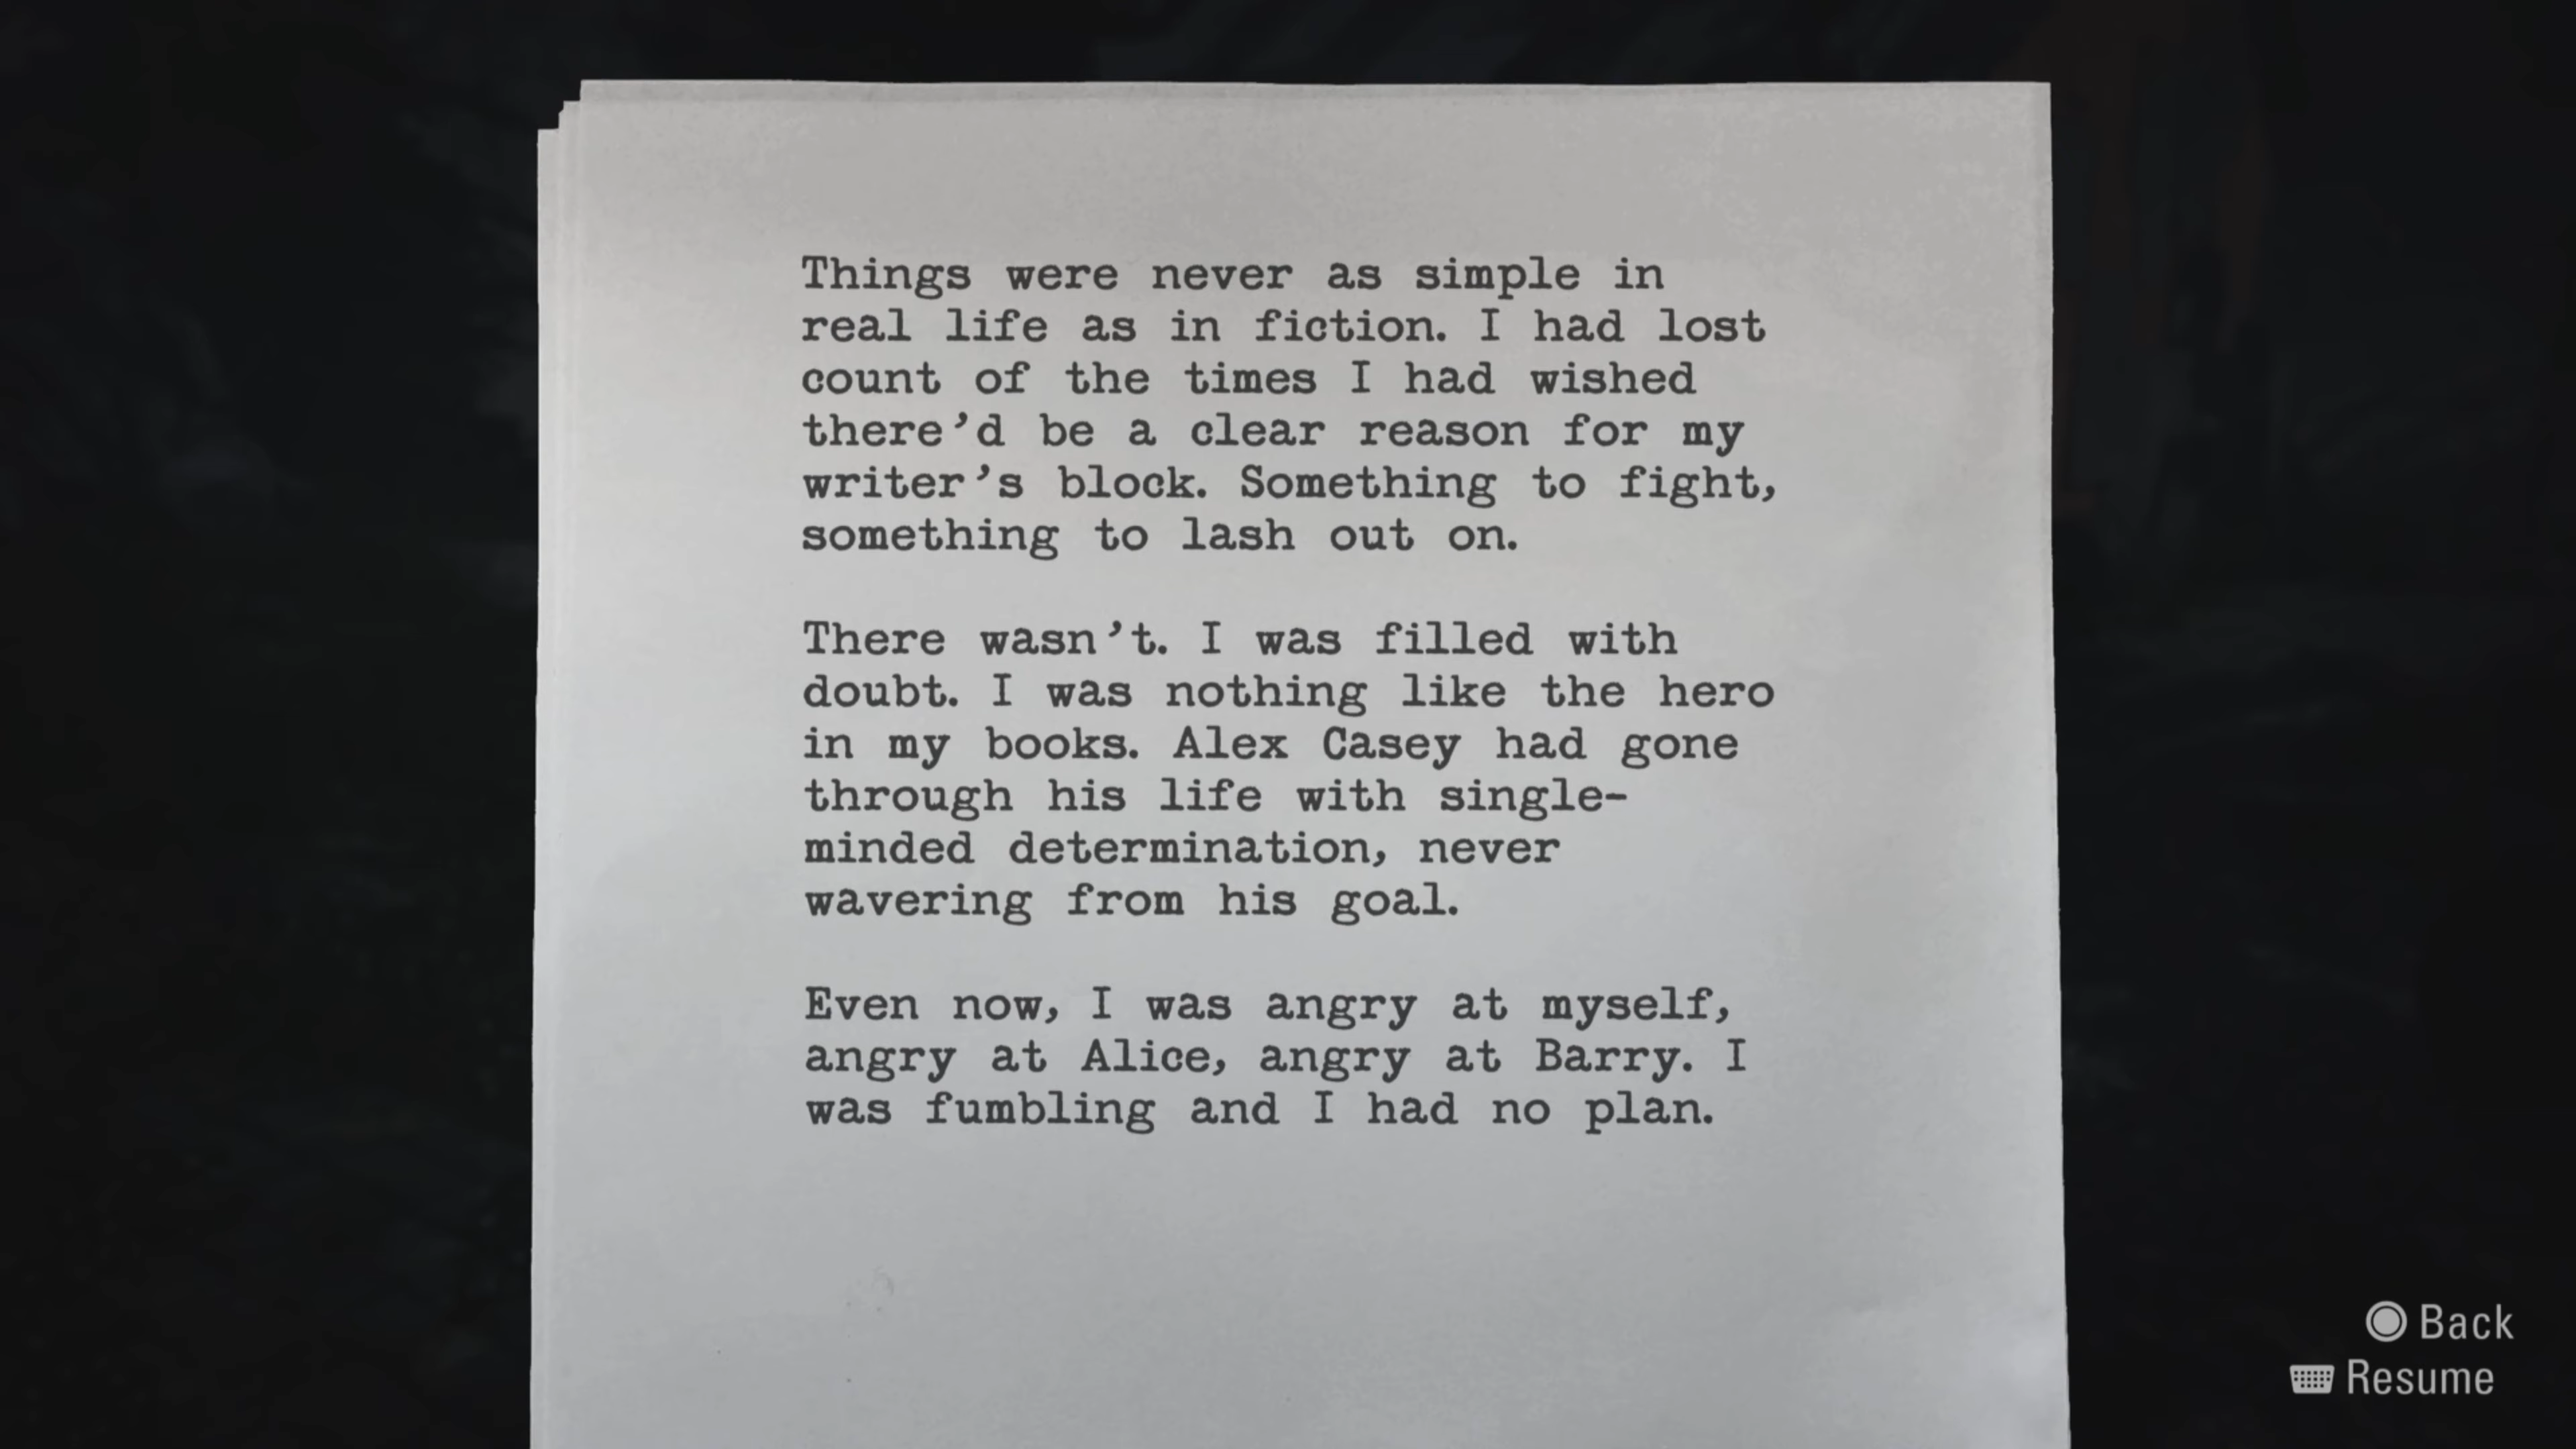 Things were never as simple in
real life as in fiction. I had lost
count of the times I had wished
there’d be a clear reason for my
writer’s block. Something to fight,
something to lash out on.
There wasn’t. I was filled with
doubt. I was nothing like the hero
in my books. Alex Casey had gone
through his life with single-
minded determination, never
wavering from his goal.
Even now, I was angry at myself,
angry at Alice, angry at Barry. I
was fumbling and I had no plan.
Back
Resume